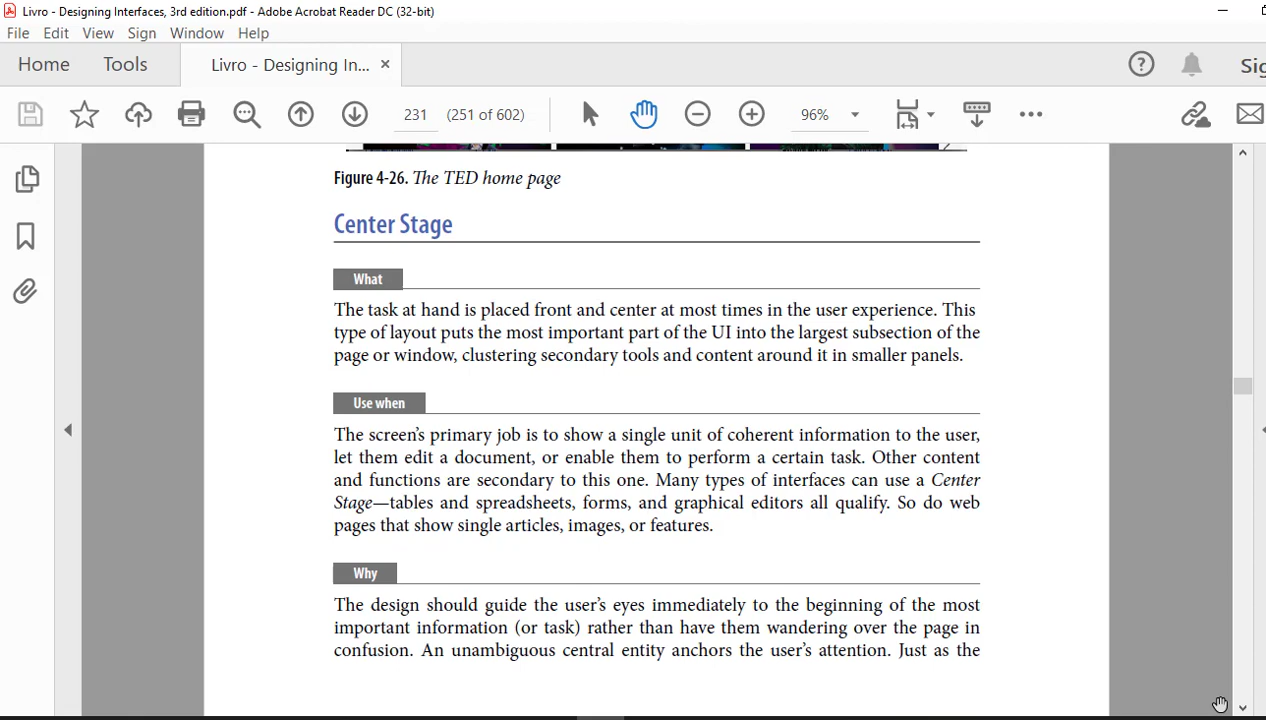 Livro - Designing Interfaces, 3rd edition.pdf - Adobe Acrobat Reader DC (32-bit)
File Edit View Sign Window Help
Home Tools Livro - Designing In... × ? Sig
231 (251 of 602) 96%
Figure 4-26. The TED home page
Center Stage
What
The task at hand is placed front and center at most times in the user experience. This
type of layout puts the most important part of the UI into the largest subsection of the
page or window, clustering secondary tools and content around it in smaller panels.
Use when
The screen's primary job is to show a single unit of coherent information to the user,
let them edit a document, or enable them to perform a certain task. Other content
and functions are secondary to this one. Many types of interfaces can use a Center
Stage—tables and spreadsheets, forms, and graphical editors all qualify. So do web
pages that show single articles, images, or features.
Why
The design should guide the user's eyes immediately to the beginning of the most
important information (or task) rather than have them wandering over the page in
confusion. An unambiguous central entity anchors the user's attention. Just as the